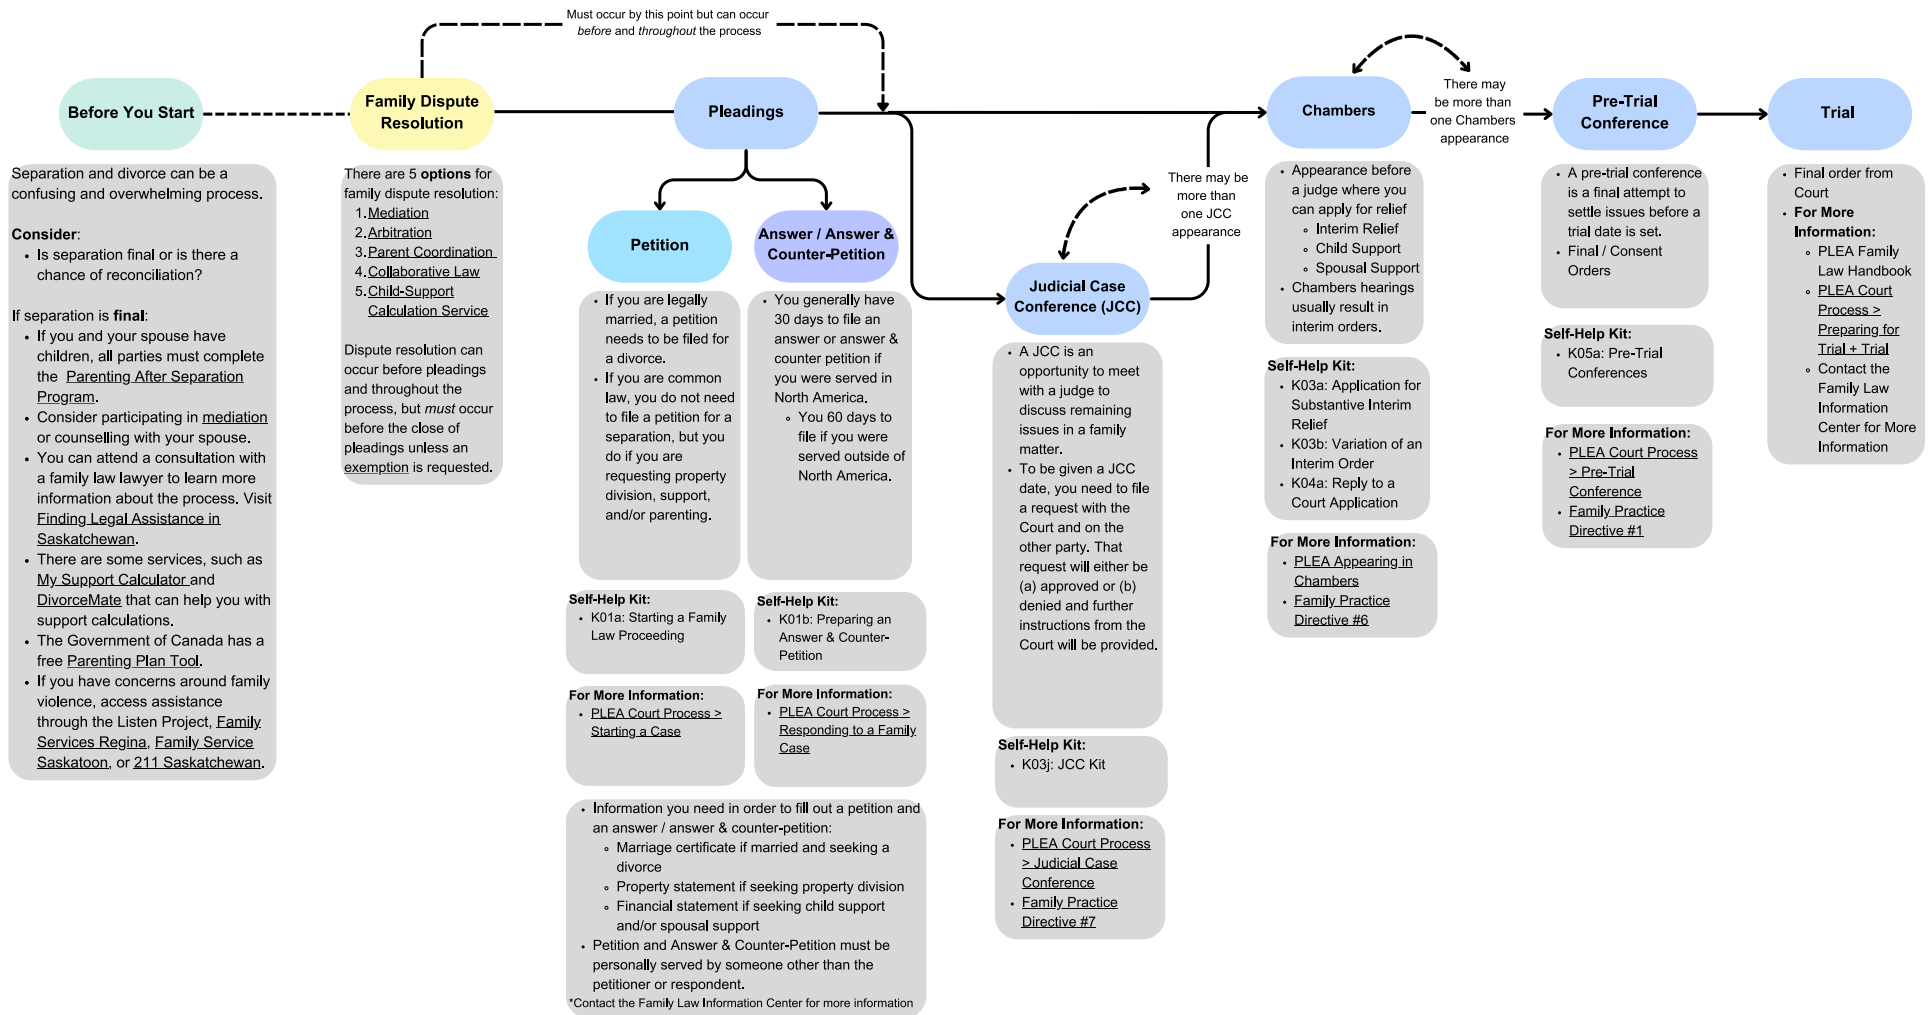 Must occur by this point but can occur
before and throughout the process
Before You Start
Separation and divorce can be a
confusing and overwhelming process.
Consider:
• Is separation final or is there a
chance of reconciliation?
If separation is final:
• If you and your spouse have
children, all parties must complete
the Parenting After Separation
Program.
• Consider participating in mediation
or counselling with your spouse.
• You can attend a consultation with
a family law lawyer to learn more
information about the process. Visit
Finding Legal Assistance in
Saskatchewan.
• There are some services, such as
My Support Calculator and
DivorceMate that can help you with
support calculations.
• The Government of Canada has a
free Parenting Plan Tool.
• If you have concerns around family
violence, access assistance
through the Listen Project, Family
Services Regina, Family Service
Saskatoon, or 211 Saskatchewan.
Family Dispute
Resolution
There are 5 options for
family dispute resolution:
1. Mediation
2. Arbitration
3. Parent Coordination
4. Collaborative Law
5. Child-Support
Calculation Service
Dispute resolution can
occur before pleadings
and throughout the
process, but must occur
before the close of
pleadings unless an
exemption is requested.
Pleadings
Petition
• If you are legally
married, a petition
needs to be filed for
a divorce.
• If you are common
law, you do not need
to file a petition for a
separation, but you
do if you are
requesting property
division, support,
and/or parenting.
Self-Help Kit:
• K01a: Starting a Family
Law Proceeding
For More Information:
• PLEA Court Process >
Starting a Case
Answer / Answer &
Counter-Petition
• You generally have
30 days to file an
answer or answer &
counter petition if
you were served in
North America.
◦ You 60 days to
file if you were
served outside of
North America.
Self-Help Kit:
• K01b: Preparing an
Answer & Counter-
Petition
For More Information:
• PLEA Court Process >
Responding to a Family
Case
• Information you need in order to fill out a petition and
an answer / answer & counter-petition:
◦ Marriage certificate if married and seeking a
divorce
◦ Property statement if seeking property division
◦ Financial statement if seeking child support
and/or spousal support
• Petition and Answer & Counter-Petition must be
personally served by someone other than the
petitioner or respondent.
*Contact the Family Law Information Center for more information
Judicial Case
Conference (JCC)
There may be
more than
one JCC
appearance
• A JCC is an
opportunity to meet
with a judge to
discuss remaining
issues in a family
matter.
• To be given a JCC
date, you need to file
a request with the
Court and on the
other party. That
request will either be
(a) approved or (b)
denied and further
instructions from the
Court will be provided.
Self-Help Kit:
• K03j: JCC Kit
For More Information:
• PLEA Court Process
> Judicial Case
Conference
• Family Practice
Directive #7
Chambers
There may
be more than
one Chambers
appearance
• Appearance before
a judge where you
can apply for relief
◦ Interim Relief
◦ Child Support
◦ Spousal Support
• Chambers hearings
usually result in
interim orders.
Self-Help Kit:
• K03a: Application for
Substantive Interim
Relief
• K03b: Variation of an
Interim Order
• K04a: Reply to a
Court Application
For More Information:
• PLEA Appearing in
Chambers
• Family Practice
Directive #6
Pre-Trial
Conference
• A pre-trial conference
is a final attempt to
settle issues before a
trial date is set.
• Final / Consent
Orders
Self-Help Kit:
• K05a: Pre-Trial
Conferences
For More Information:
• PLEA Court Process
> Pre-Trial
Conference
• Family Practice
Directive #1
Trial
• Final order from
Court
• For More
Information:
◦ PLEA Family
Law Handbook
◦ PLEA Court
Process >
Preparing for
Trial + Trial
◦ Contact the
Family Law
Information
Center for More
Information